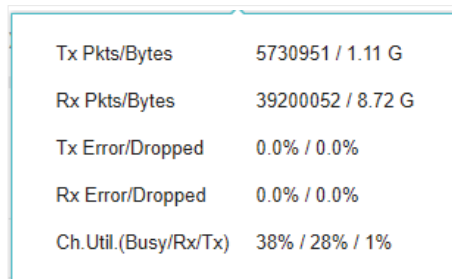 Tx Pkts/Bytes 5730951 / 1.11 G
Rx Pkts/Bytes 39200052 / 8.72 G
Tx Error/Dropped 0.0% / 0.0%
Rx Error/Dropped 0.0% / 0.0%
Ch.Util.(Busy/Rx/Tx) 38% / 28% / 1%